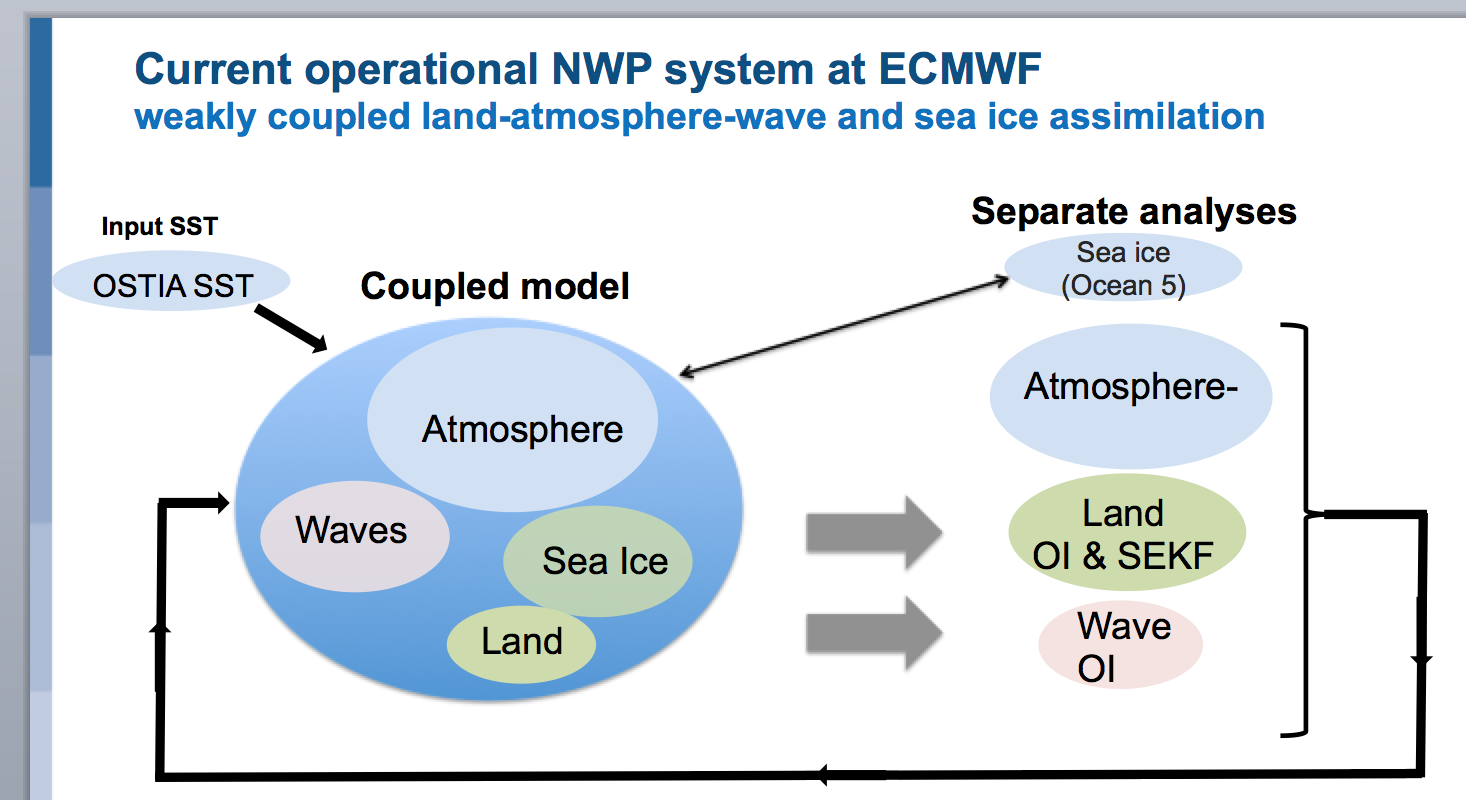 Current operational NWP system at ECMWF
weakly coupled land-atmosphere-wave and sea ice assimilation
Input SST
OSTIA SST
Coupled model
Atmosphere
Waves
Sea Ice
Land
Separate analyses
Sea ice
(Ocean 5)
Atmosphere-
Land
OI & SEKF
Wave
OI